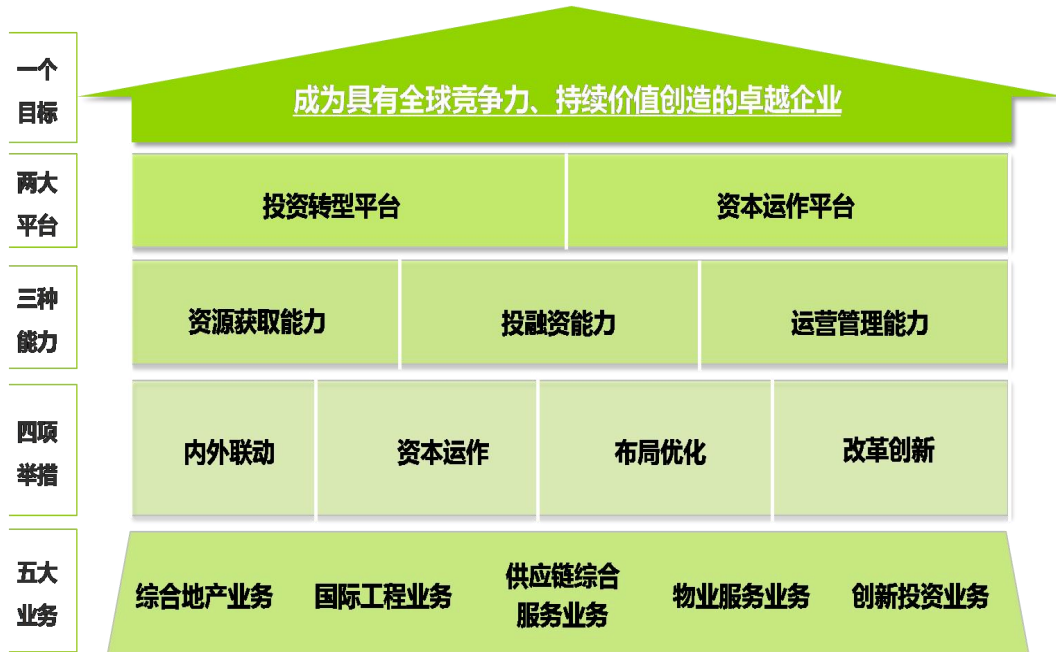 一个
目标
成为具有全球竞争力、持续价值创造的卓越企业
两大
平台
投资转型平台
资本运作平台
三种
能力
资源获取能力
投融资能力
运营管理能力
四项
举措
内外联动
资本运作
布局优化
改革创新
五大
业务
综合地产业务
国际工程业务
供应链综合
服务业务
物业服务业务
创新投资业务